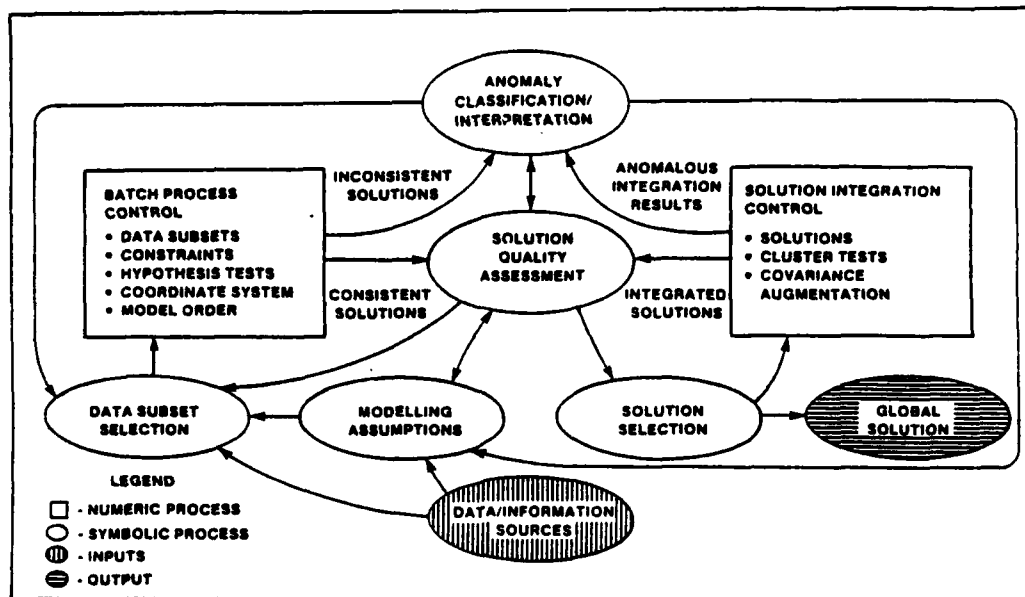 ANOMALY
CLASSIFICATION/
INTERPRETATION
INCONSISTENT
SOLUTIONS
ANOMALOUS
INTEGRATION
RESULTS
BATCH PROCESS
CONTROL
• DATA SUBSETS
• CONSTRAINTS
• HYPOTHESIS TESTS
• COORDINATE SYSTEM
• MODEL ORDER
SOLUTION
QUALITY
ASSESSMENT
SOLUTION INTEGRATION
CONTROL
• SOLUTIONS
• CLUSTER TESTS
• COVARIANCE
AUGMENTATION
CONSISTENT
SOLUTIONS
INTEGRATED
SOLUTIONS
DATA SUBSET
SELECTION
MODELLING
ASSUMPTIONS
SOLUTION
SELECTION
GLOBAL
SOLUTION
DATA/INFORMATION
SOURCES
LEGEND
- NUMERIC PROCESS
- SYMBOLIC PROCESS
- INPUTS
- OUTPUT